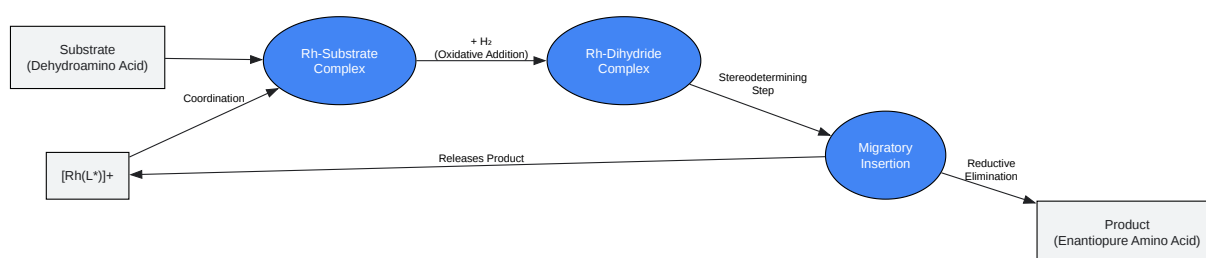 Substrate
(Dehydroamino Acid)
Coordination
[Rh(L*)]+
Rh-Substrate
Complex
+ H₂
(Oxidative Addition)
Rh-Dihydride
Complex
Stereodetermining
Step
Migratory
Insertion
Releases Product
Reductive
Elimination
Product
(Enantiopure Amino Acid)